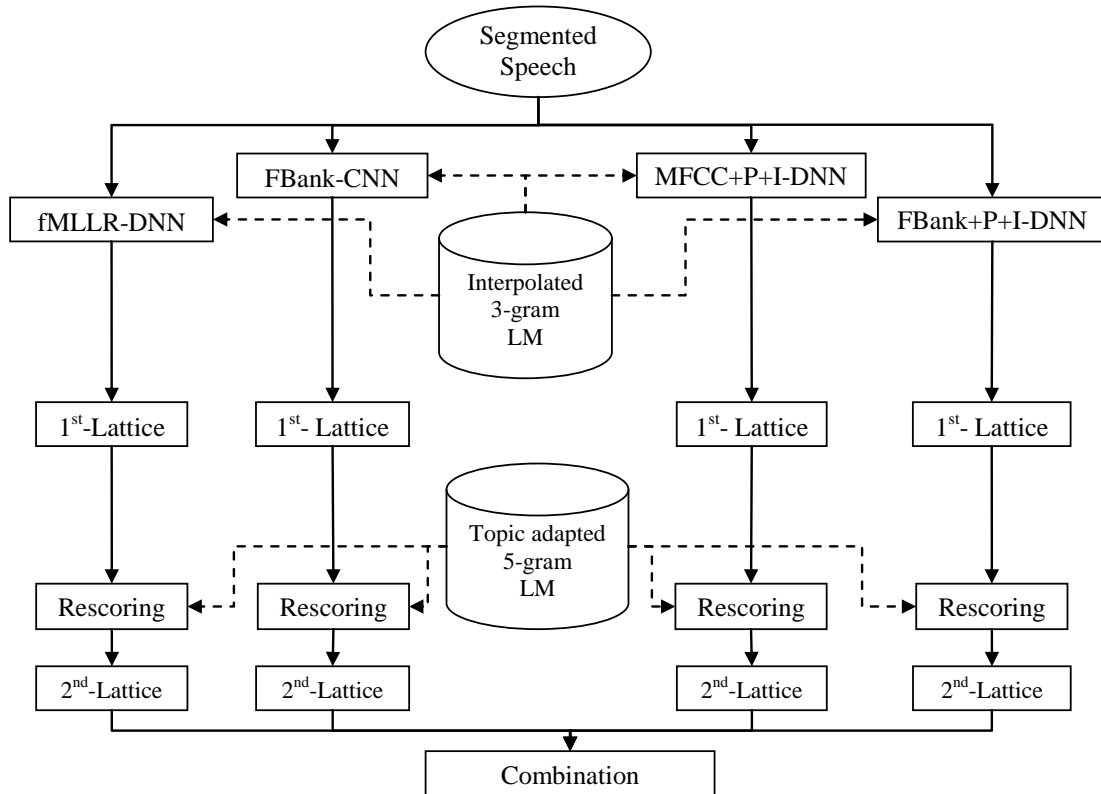 Segmented
Speech
FBank-CNN
MFCC+P+I-DNN
fMLLR-DNN
FBank+P+I-DNN
Interpolated
3-gram
LM
1st-Lattice
1st- Lattice
1st- Lattice
1st- Lattice
Topic adapted
5-gram
LM
Rescoring
Rescoring
Rescoring
Rescoring
2nd-Lattice
2nd-Lattice
2nd-Lattice
2nd-Lattice
Combination